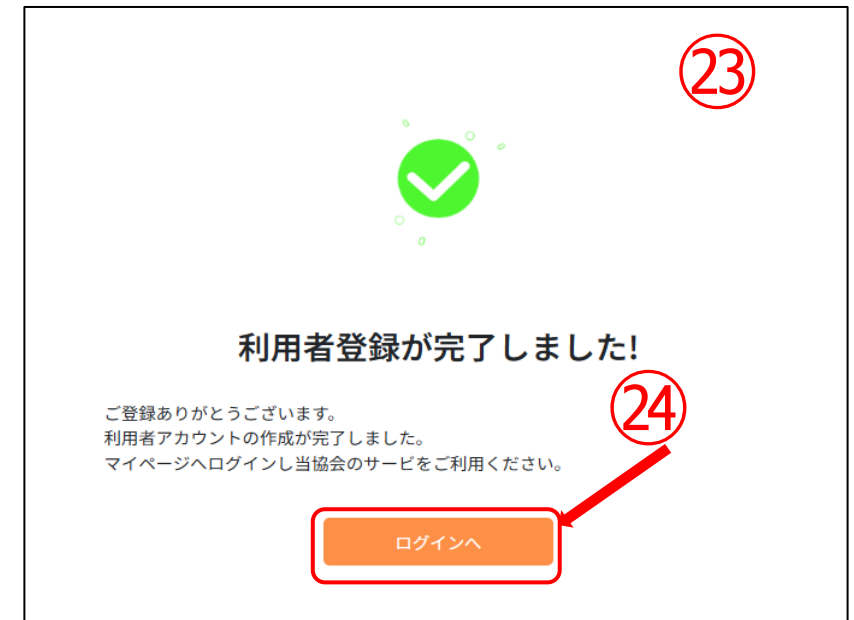 ㉓
利用者登録が完了しました!
ご登録ありがとうございます。
利用者アカウントの作成が完了しました。
マイページへログインし当協会のサービをご利用ください。
㉔
ログインへ